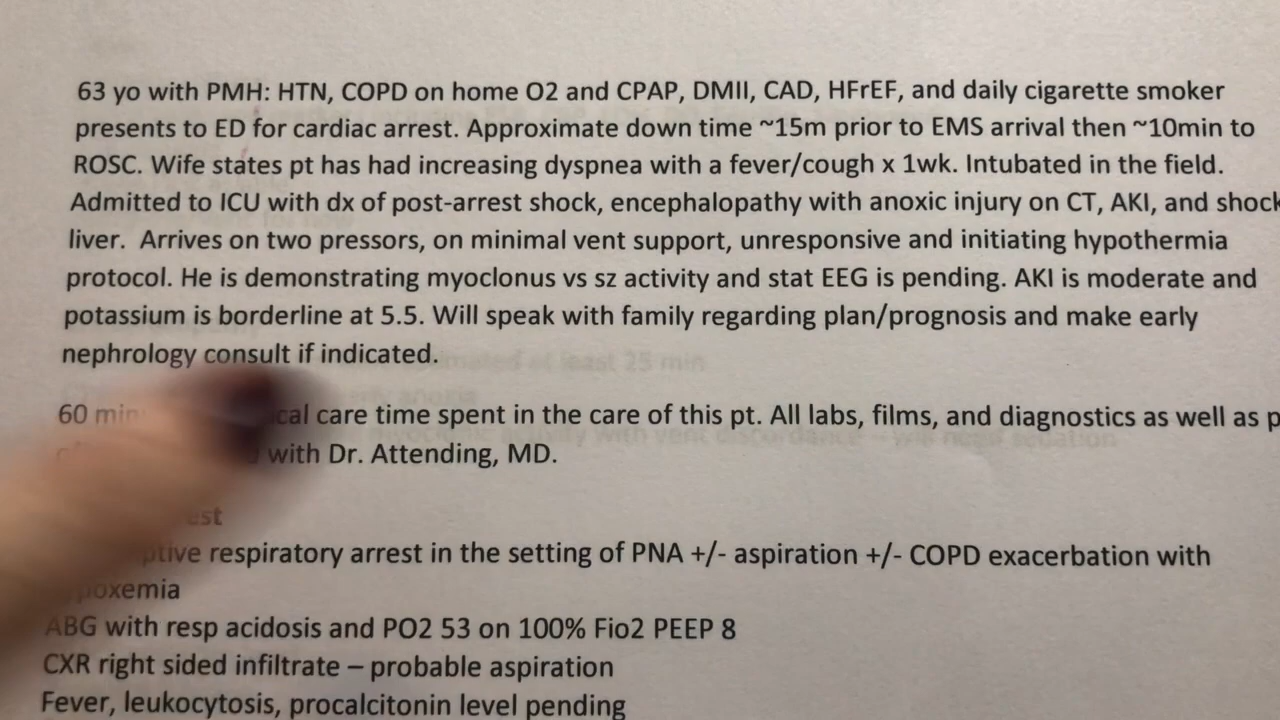 63 yo with PMH: HTN, COPD on home O2 and CPAP, DMII, CAD, HFrEF, and daily cigarette smoker
presents to ED for cardiac arrest. Approximate down time ~15m prior to EMS arrival then ~10min to
ROSC. Wife states pt has had increasing dyspnea with a fever/cough x 1wk. Intubated in the field.
Admitted to ICU with dx of post-arrest shock, encephalopathy with anoxic injury on CT, AKI, and shock
liver. Arrives on two pressors, on minimal vent support, unresponsive and initiating hypothermia
protocol. He is demonstrating myoclonus vs sz activity and stat EEG is pending. AKI is moderate and
potassium is borderline at 5.5. Will speak with family regarding plan/prognosis and make early
nephrology consult if indicated.
60 min care time spent in the care of this pt. All labs, films, and diagnostics as well as
with Dr. Attending, MD.
respiratory arrest in the setting of PNA +/- aspiration +/- COPD exacerbation with
ABG with resp acidosis and PO2 53 on 100% Fio2 PEEP 8
CXR right sided infiltrate – probable aspiration
Fever, leukocytosis, procalcitonin level pending